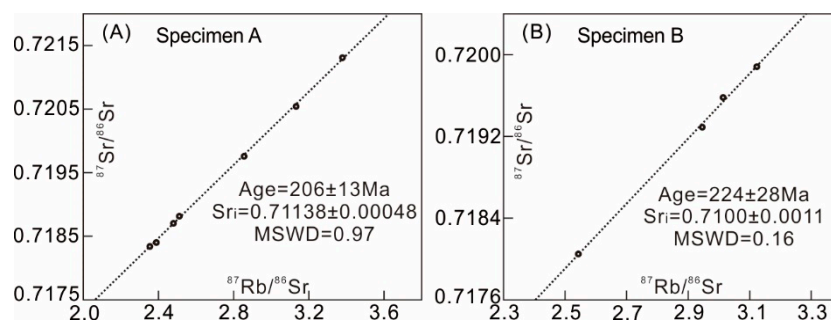 (A) Specimen A
0.7215
0.7205
0.7195
0.7185
0.7175
87Sr/86Sr
Age=206±13Ma
Sri=0.71138±0.00048
MSWD=0.97
87Rb/86Sr
2.0 2.4 2.8 3.2 3.6
(B) Specimen B
0.7200
0.7192
0.7184
0.7176
87Sr/86Sr
Age=224±28Ma
Sri=0.7100±0.0011
MSWD=0.16
87Rb/86Sr
2.3 2.5 2.7 2.9 3.1 3.3